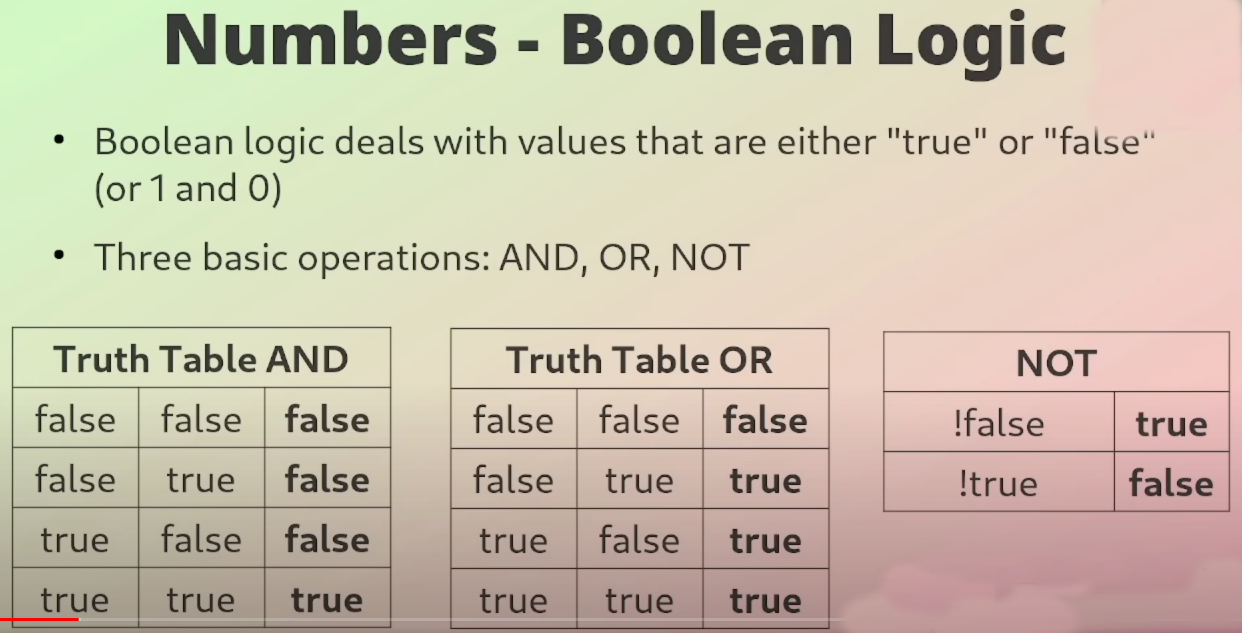 Numbers - Boolean Logic
• Boolean logic deals with values that are either "true" or "false"
(or 1 and 0)
• Three basic operations: AND, OR, NOT
Truth Table AND
false false false
false true false
true false false
true true true
Truth Table OR
false false false
false true true
true false true
true true true
NOT
!false true
!true false